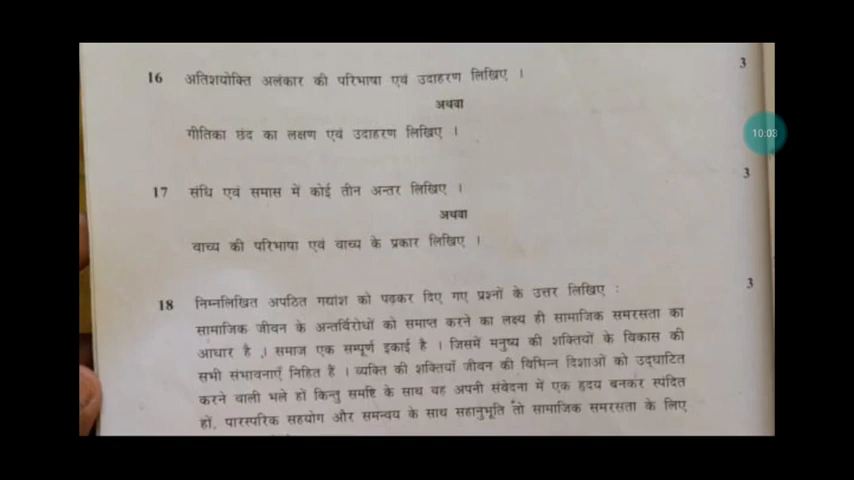 16 अतिशयोक्ति अलंकार की परिभाषा एवं उदाहरण लिखिए । 3
अथवा
गीतिका छंद का लक्षण एवं उदाहरण लिखिए ।
10:03
17 संधि एवं समास में कोई तीन अन्तर लिखिए । 3
अथवा
वाच्य की परिभाषा एवं वाच्य के प्रकार लिखिए ।
18 निम्नलिखित अपठित गद्यांश को पढ़कर दिए गए प्रश्नों के उत्तर लिखिए : 3
सामाजिक जीवन के अन्तर्विरोधों को समाप्त करने का लक्ष्य ही सामाजिक समरसता का
आधार है । समाज एक सम्पूर्ण इकाई है । जिसमें मनुष्य की शक्तियों के विकास की
सभी संभावनाएँ निहित हैं । व्यक्ति की शक्तियाँ जीवन की विभिन्न दिशाओं को उद्घाटित
करने वाली भले हों किन्तु समष्टि के साथ वह अपनी संवेदना में एक हृदय बनकर स्पंदित
हों, पारस्परिक सहयोग और समन्वय के साथ सहानुभूति तो सामाजिक समरसता के लिए